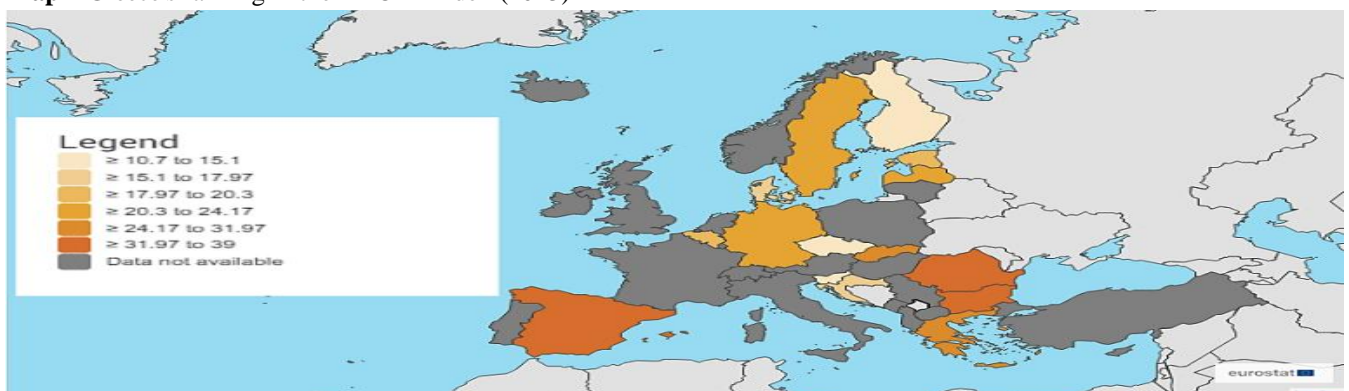 Legend
≥ 10.7 to 15.1
≥ 15.1 to 17.97
≥ 17.97 to 20.3
≥ 20.3 to 24.17
≥ 24.17 to 31.97
≥ 31.97 to 39
Data not available
eurostat